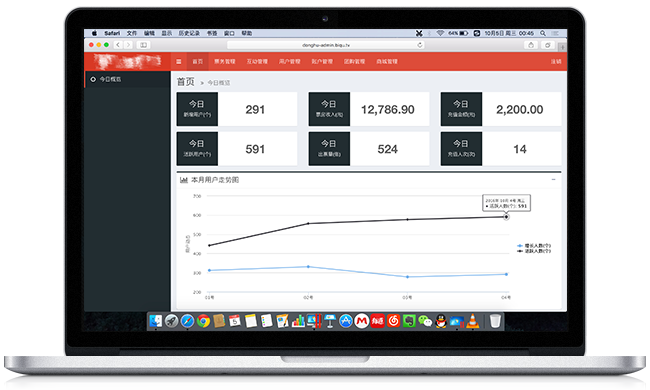 Safari 文件 编辑 显示 历史记录 书签 窗口 帮助 64% 10月5日 周三 00:45
donghu-admin.bigu.tv
首页 票务管理 互动管理 用户管理 账户管理 团购管理 商城管理 注销
今日概览
首页 » 今日概览
今日 新增用户(个) 291
今日 票房收入(元) 12,786.90
今日 充值金额(元) 2,200.00
今日 活跃用户(个) 591
今日 出票量(张) 524
今日 充值人次(次) 14
本月用户走势图
2016年 10月 4号 周二
活跃人数(个): 591
700
600
500
400
300
200
用户动态
增长人数(个)
活跃人数(个)
01号 02号 03号 04号